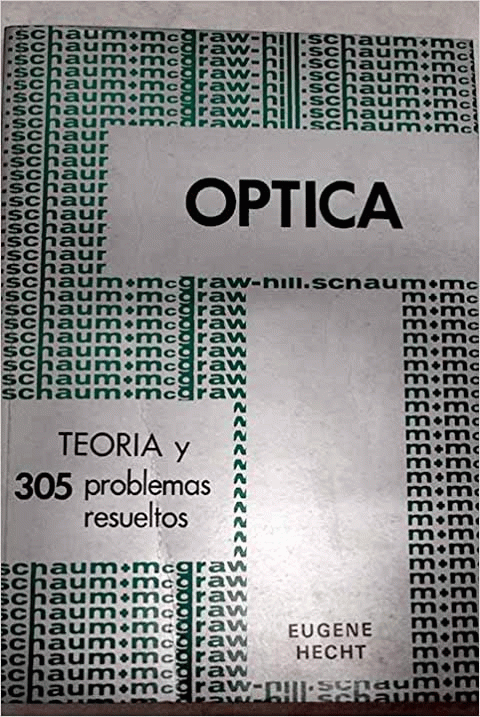 OPTICA
TEORIA y
305 problemas
resueltos
EUGENE
HECHT
schaum+mcgraw-hill.schaum+mc